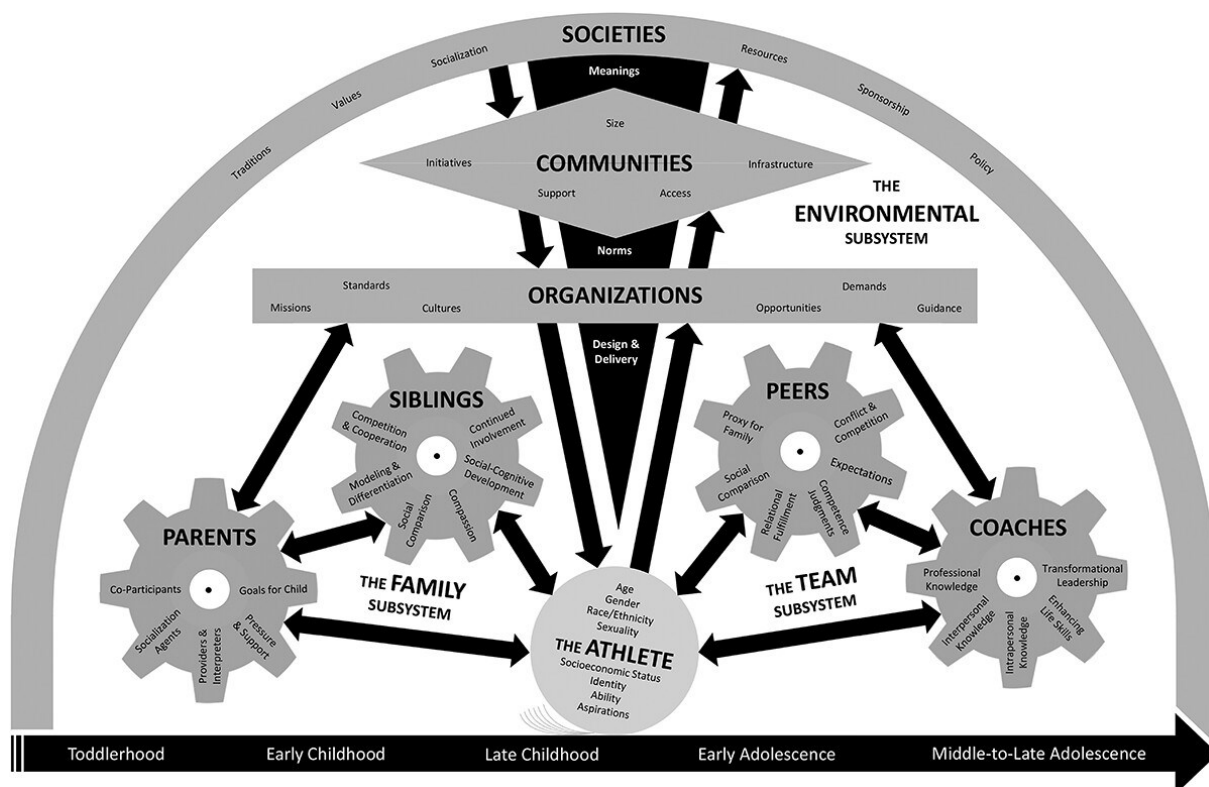 SOCIETIES
Traditions
Values
Socialization
Resources
Sponsorship
Policy
Meanings
Size
Initiatives
COMMUNITIES
Infrastructure
Support
Access
THE
ENVIRONMENTAL
SUBSYSTEM
Norms
ORGANIZATIONS
Missions
Standards
Cultures
Opportunities
Demands
Guidance
Design &
Delivery
SIBLINGS
Competition
& Cooperation
Modeling &
Differentiation
Social
Comparison
Compassion
Social-Cognitive
Development
Continued
Involvement
PEERS
Proxy for
Family
Social
Comparison
Relational
Fulfillment
Competence
Judgments
Expectations
Conflict &
Competition
PARENTS
Co-Participants
Socialization
Agents
Providers &
Interpreters
Pressure
& Support
Goals for Child
THE FAMILY
SUBSYSTEM
Age
Gender
Race/Ethnicity
Sexuality
THE ATHLETE
Socioeconomic Status
Identity
Ability
Aspirations
THE TEAM
SUBSYSTEM
COACHES
Professional
Knowledge
Interpersonal
Knowledge
Intrapersonal
Knowledge
Enhancing
Life Skills
Transformational
Leadership
Toddlerhood
Early Childhood
Late Childhood
Early Adolescence
Middle-to-Late Adolescence